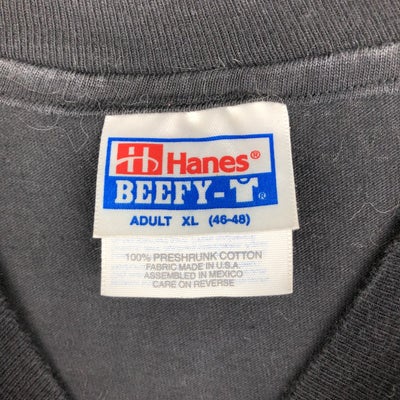 Hanes®
BEEFY-T®
ADULT XL (46-48)
100% PRESHRUNK COTTON
FABRIC MADE IN U.S.A
ASSEMBLED IN MEXICO
CARE ON REVERSE